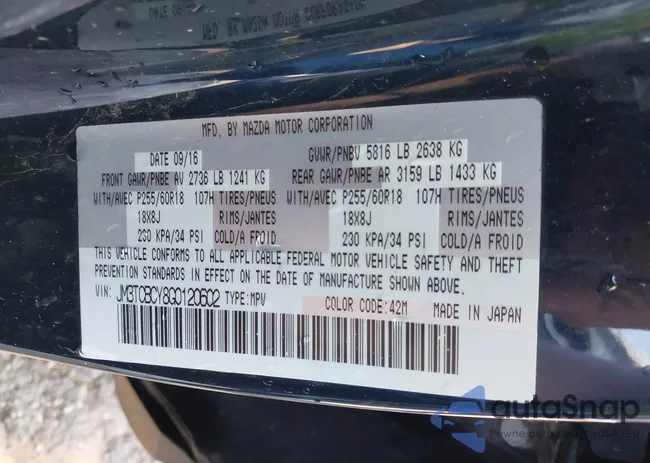 MFD. BY MAZDA MOTOR CORPORATION
DATE 09/16 GVWR/PNBV 5816 LB 2638 KG
FRONT GAWR/PNBE AV 2736 LB 1241 KG REAR GAWR/PNBE AR 3159 LB 1433 KG
WITH/AVEC P255/60R18 107H TIRES/PNEUS WITH/AVEC P255/60R18 107H TIRES/PNEUS
18X8J RIMS/JANTES 18X8J RIMS/JANTES
230 KPA/34 PSI COLD/A FROID 230 KPA/34 PSI COLD/A FROID
THIS VEHICLE CONFORMS TO ALL APPLICABLE FEDERAL MOTOR VEHICLE SAFETY AND THEFT
PREVENTION STANDARDS IN EFFECT ON THE DATE OF MANUFACTURE SHOWN ABOVE.
VIN: JM3TCBCY8G0120602 TYPE:MPV COLOR CODE:42M MADE IN JAPAN
autoSnap